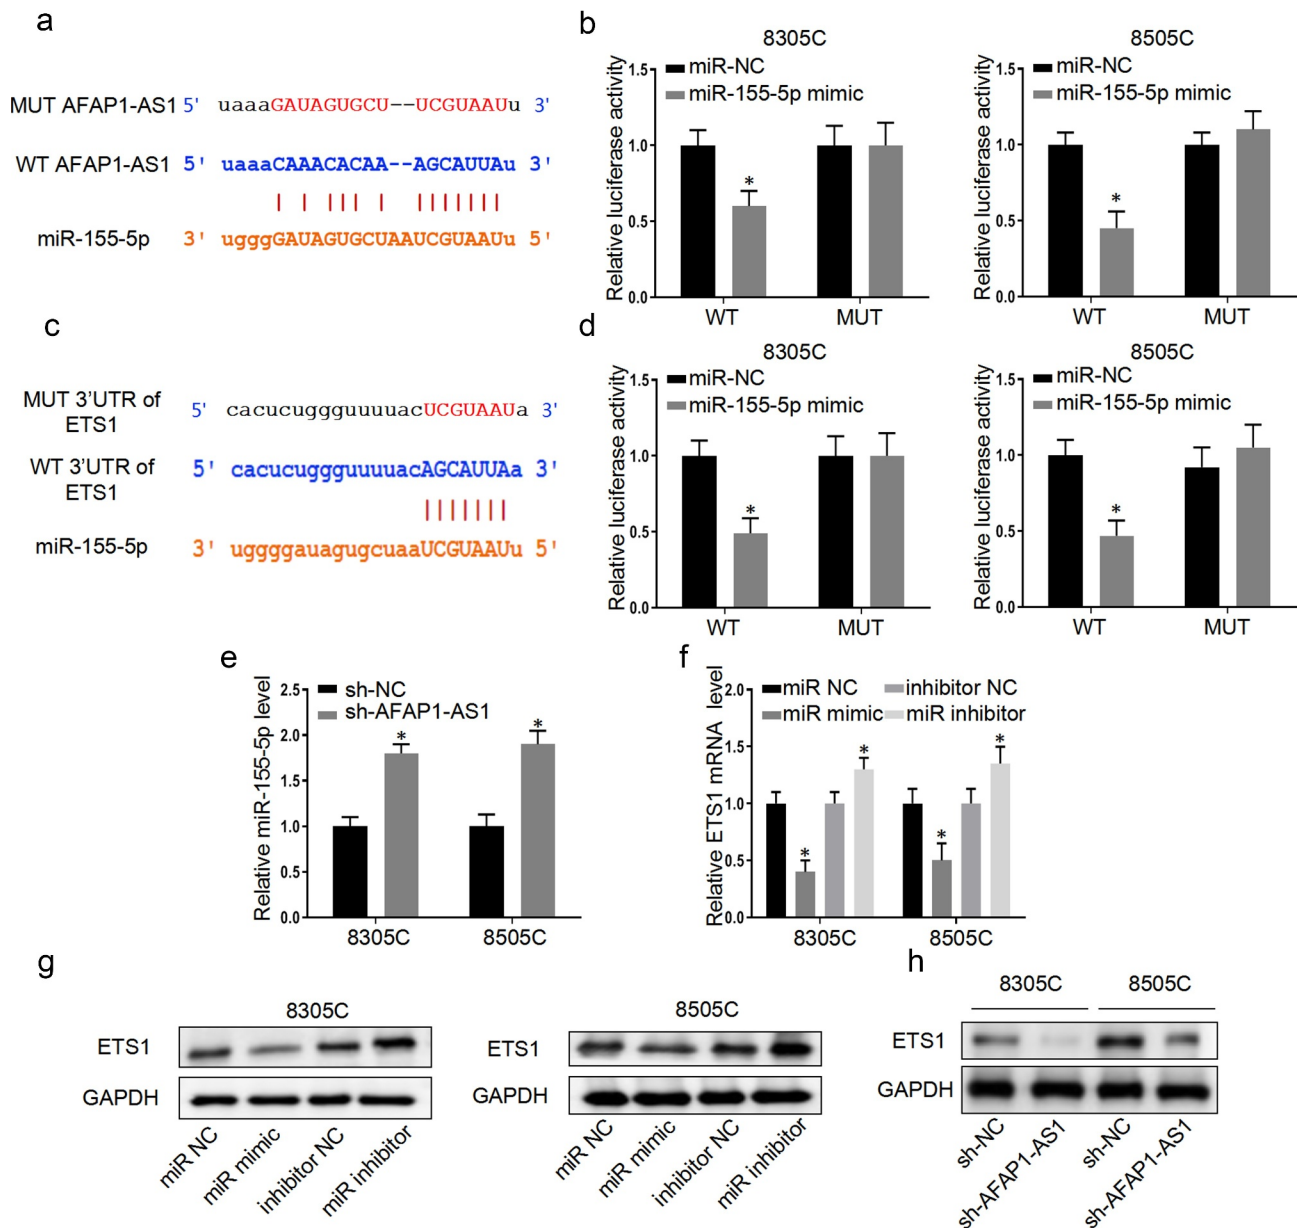 a
MUT AFAP1-AS1 5' uaaaGAUAGUGCU--UCGUAAUu 3'
WT AFAP1-AS1 5' uaaaCAAACACAA--AGCAUUAu 3'
miR-155-5p 3' ugggGAUAGUGCUAAUCGUAAUu 5'
b
8305C
Relative luciferase activity
miR-NC
miR-155-5p mimic
1.5
1.0
0.5
0.0
*
WT MUT
8505C
Relative luciferase activity
miR-NC
miR-155-5p mimic
1.5
1.0
0.5
0.0
*
WT MUT
c
MUT 3'UTR of
ETS1
5' cacucuggguuuuacUCGUAAUa 3'
WT 3'UTR of
ETS1
5' cacucuggguuuuacAGCAUUAa 3'
miR-155-5p 3' uggggauagugcuaaUCGUAAUu 5'
d
8305C
Relative luciferase activity
miR-NC
miR-155-5p mimic
1.5
1.0
0.5
0.0
*
WT MUT
8505C
Relative luciferase activity
miR-NC
miR-155-5p mimic
1.5
1.0
0.5
0.0
*
WT MUT
e
Relative miR-155-5p level
sh-NC
sh-AFAP1-AS1
2.5
2.0
1.5
1.0
0.5
0.0
* *
8305C 8505C
f
Relative ETS1 mRNA level
miR NC inhibitor NC
miR mimic miR inhibitor
2.0
1.5
1.0
0.5
0.0
* * * *
8305C 8505C
g
8305C
ETS1
GAPDH
miR NC
miR mimic
inhibitor NC
miR inhibitor
8505C
ETS1
GAPDH
miR NC
miR mimic
inhibitor NC
miR inhibitor
h
8305C 8505C
ETS1
GAPDH
sh-NC
sh-AFAP1-AS1
sh-NC
sh-AFAP1-AS1